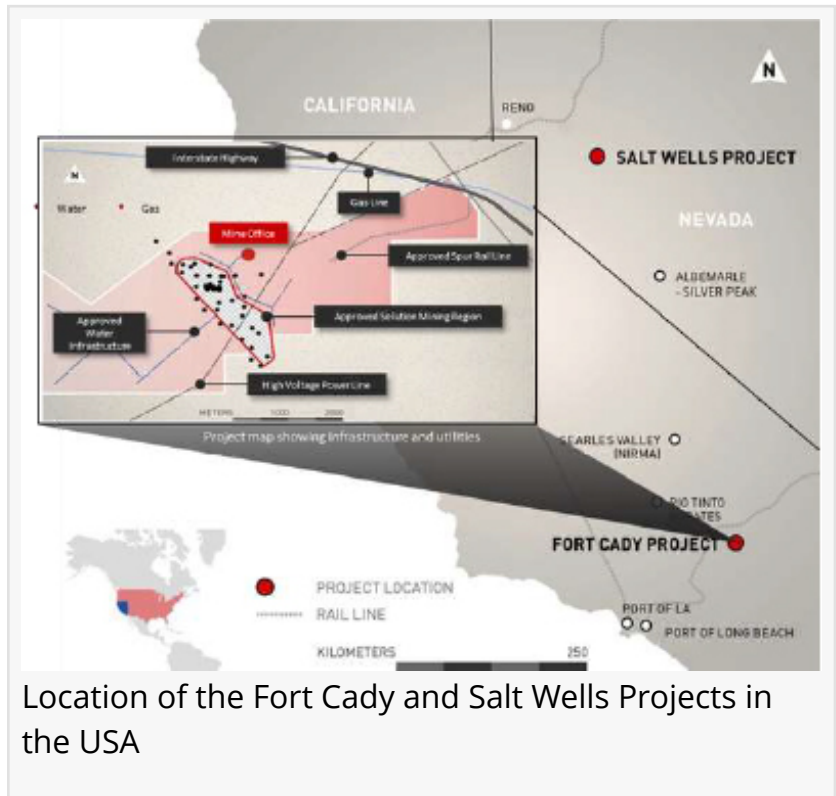 N
CALIFORNIA
RENO
SALT WELLS PROJECT
NEVADA
ALBEMARLE
- SILVER PEAK
Interstate Highway
N
Gas Line
Water
Gas
Mine Office
Approved Spur Rail Line
Approved
Water
Infrastructure
Approved Solution Mining Region
High Voltage Power Line
METERS 1000 2000
Project map showing infrastructure and utilities
SEARLES VALLEY
(NIRMA)
RIO TINTO
FORT CADY PROJECT
PROJECT LOCATION
RAIL LINE
PORT OF LA
PORT OF LONG BEACH
KILOMETERS 250
Location of the Fort Cady and Salt Wells Projects in
the USA